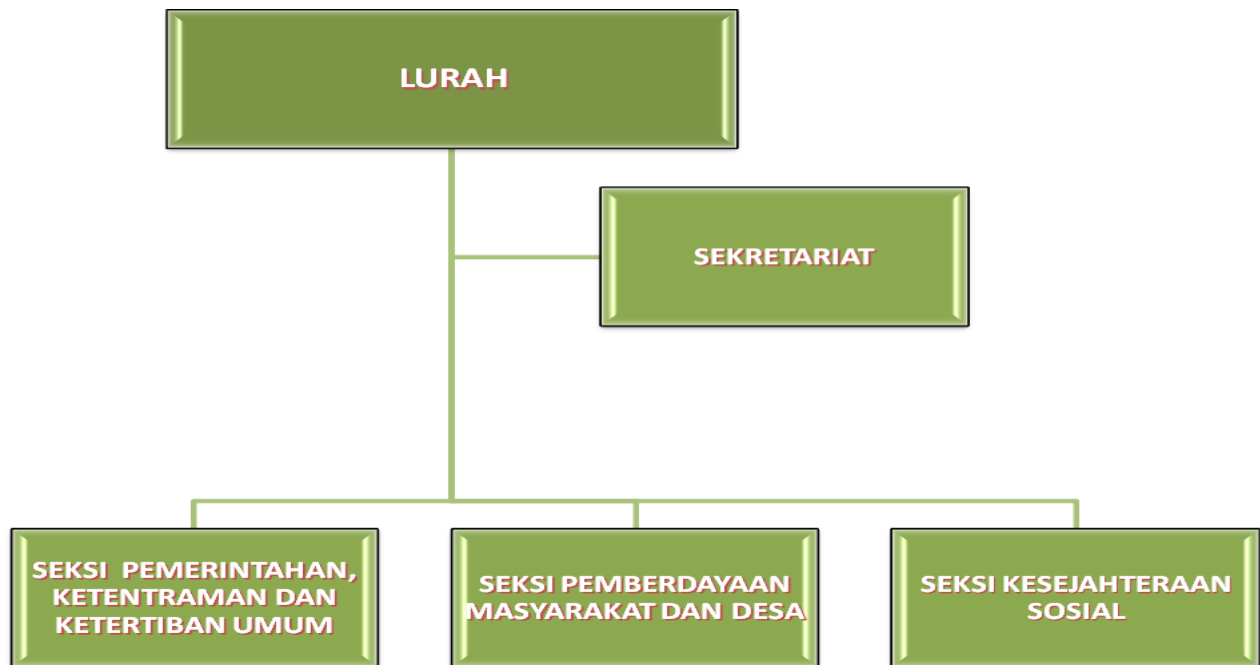 LURAH
SEKRETARIAT
SEKSI PEMERINTAHAN,
KETENTRAMAN DAN
KETERTIBAN UMUM
SEKSI PEMBERDAYAAN
MASYARAKAT DAN DESA
SEKSI KESEJAHTERAAN
SOSIAL